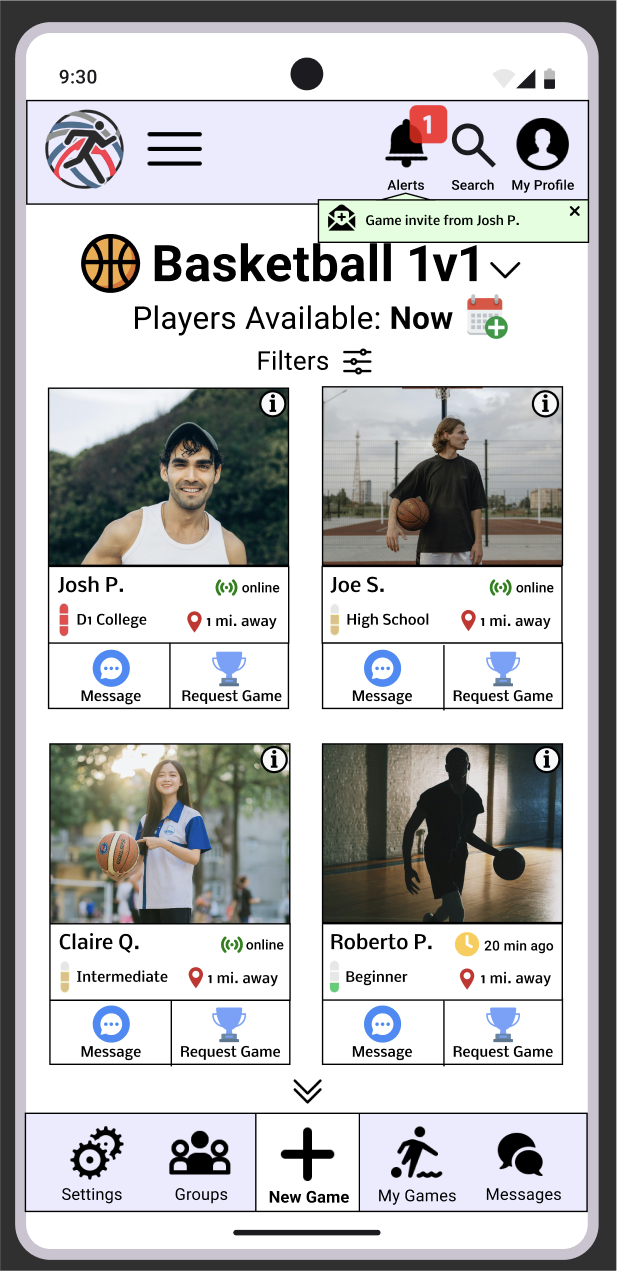 9:30
1
Alerts
Search
My Profile
Game invite from Josh P.
Basketball 1v1
Players Available: Now
Filters
Josh P.
online
D1 College
1 mi. away
Message
Request Game
Joe S.
online
High School
1 mi. away
Message
Request Game
Claire Q.
online
Intermediate
1 mi. away
Message
Request Game
Roberto P.
20 min ago
Beginner
1 mi. away
Message
Request Game
Settings
Groups
New Game
My Games
Messages